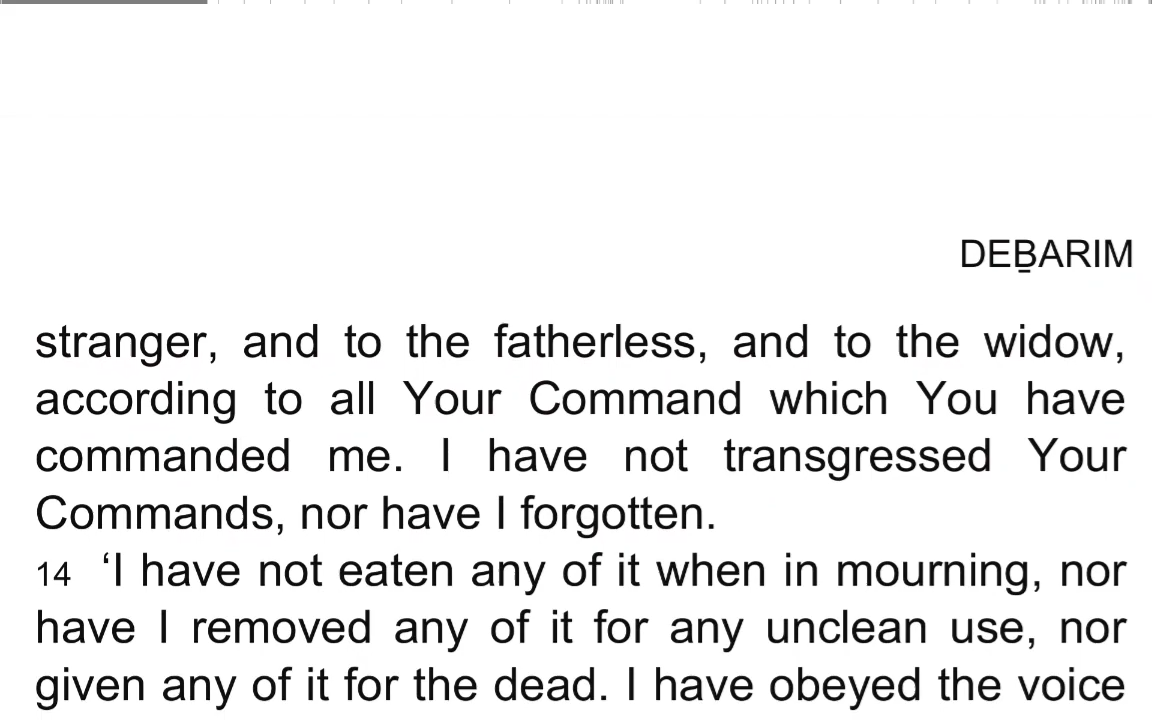 DEḆARIM
stranger, and to the fatherless, and to the widow,
according to all Your Command which You have
commanded me. I have not transgressed Your
Commands, nor have I forgotten.
14 ‘I have not eaten any of it when in mourning, nor
have I removed any of it for any unclean use, nor
given any of it for the dead. I have obeyed the voice